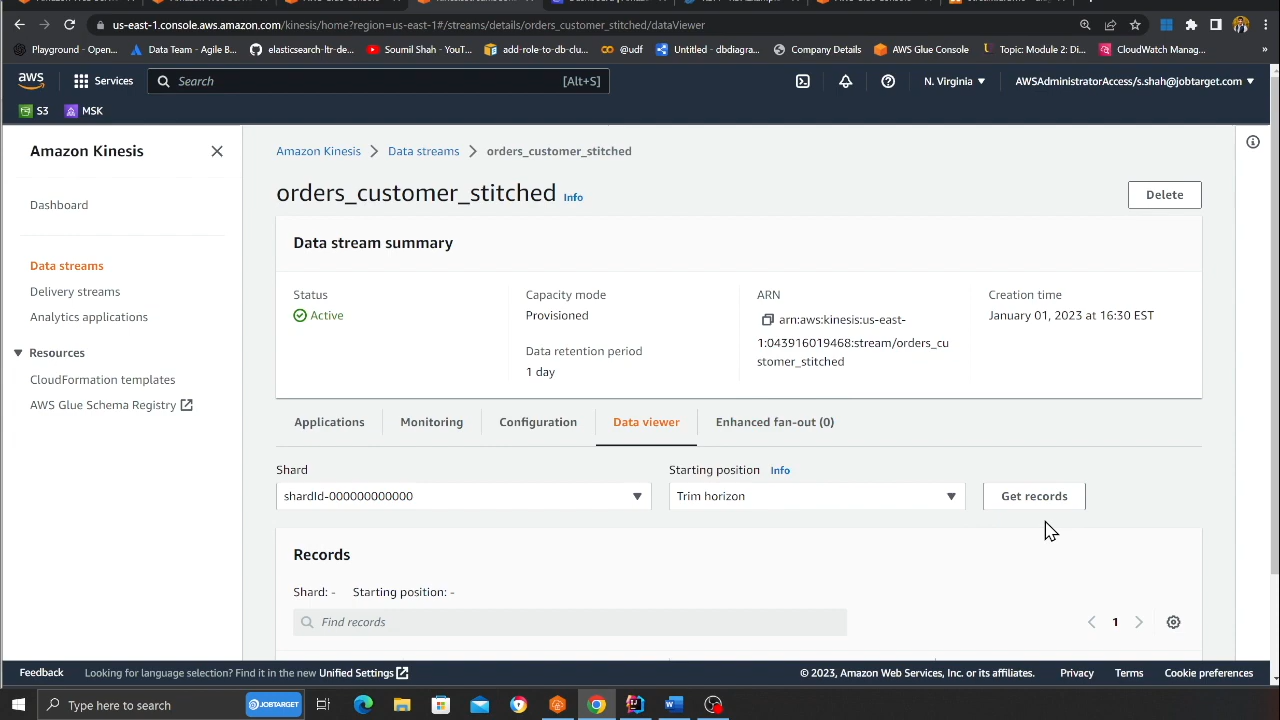 us-east-1.console.aws.amazon.com/kinesis/home?region=us-east-1#/streams/details/orders_customer_stitched/dataViewer
Playground - Open... Data Team - Agile B... elasticsearch-ltr-de... Soumil Shah - YouT... add-role-to-db-clu... @udf Untitled - dbdiagra... Company Details AWS Glue Console Topic: Module 2: Di... CloudWatch Manag... »
aws Services Search [Alt+S] N. Virginia AWSAdministratorAccess/s.shah@jobtarget.com
S3 MSK
Amazon Kinesis
Dashboard
Data streams
Delivery streams
Analytics applications
Resources
CloudFormation templates
AWS Glue Schema Registry
Amazon Kinesis > Data streams > orders_customer_stitched
orders_customer_stitched Info
Delete
Data stream summary
Status
Active
Capacity mode
Provisioned
Data retention period
1 day
ARN
arn:aws:kinesis:us-east-
1:043916019468:stream/orders_cu
stomer_stitched
Creation time
January 01, 2023 at 16:30 EST
Applications Monitoring Configuration Data viewer Enhanced fan-out (0)
Shard
shardId-000000000000
Starting position Info
Trim horizon
Get records
Records
Shard: - Starting position: -
Find records
1
Feedback Looking for language selection? Find it in the new Unified Settings © 2023, Amazon Web Services, Inc. or its affiliates. Privacy Terms Cookie preferences
Type here to search JOBTARGET